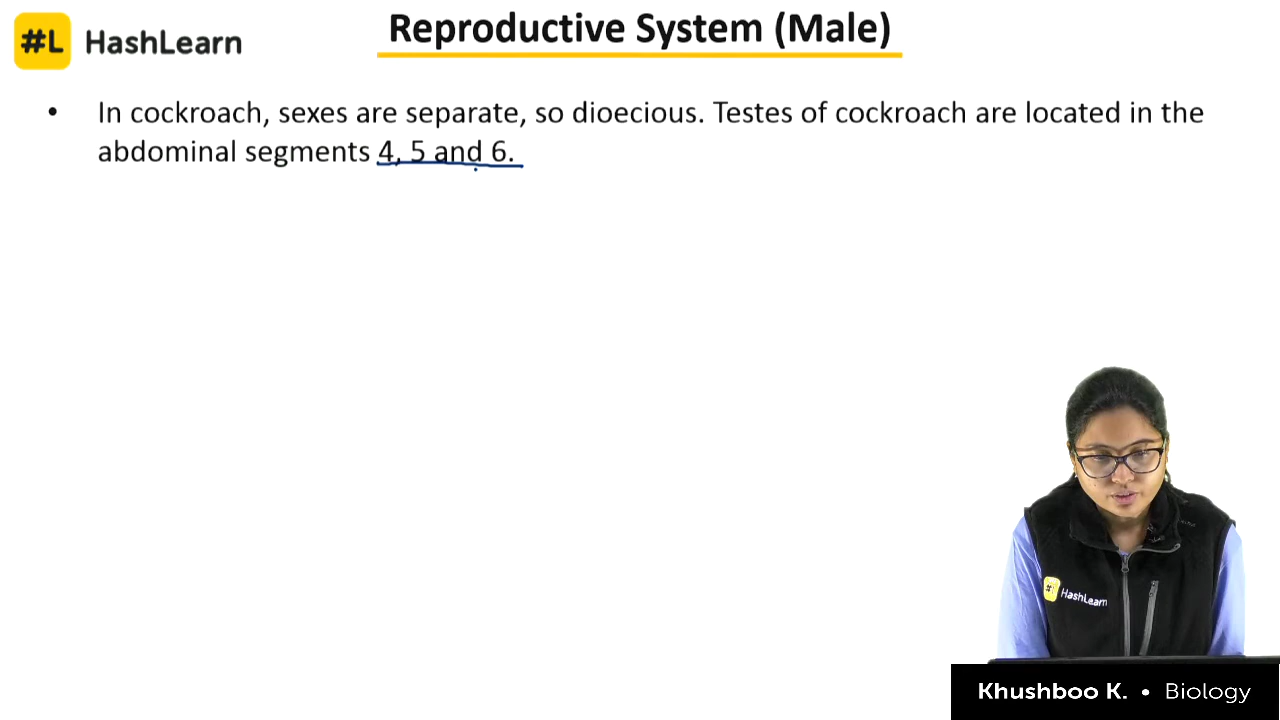 #L HashLearn
Reproductive System (Male)
• In cockroach, sexes are separate, so dioecious. Testes of cockroach are located in the
abdominal segments 4, 5 and 6.
#L HashLearn
Khushboo K. • Biology